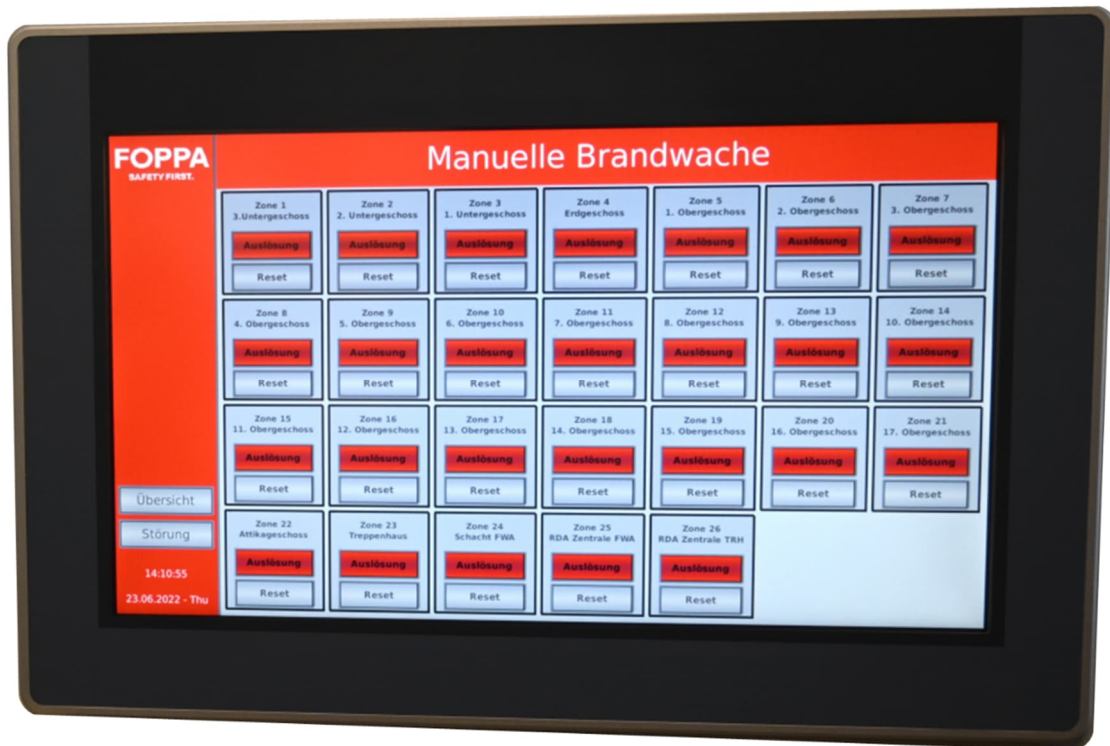 FOPPA
SAFETY FIRST.
Manuelle Brandwache
Zone 1
3.Untergeschoss
Auslösung
Reset
Zone 2
2. Untergeschoss
Auslösung
Reset
Zone 3
1. Untergeschoss
Auslösung
Reset
Zone 4
Erdgeschoss
Auslösung
Reset
Zone 5
1. Obergeschoss
Auslösung
Reset
Zone 6
2. Obergeschoss
Auslösung
Reset
Zone 7
3. Obergeschoss
Auslösung
Reset
Zone 8
4. Obergeschoss
Auslösung
Reset
Zone 9
5. Obergeschoss
Auslösung
Reset
Zone 10
6. Obergeschoss
Auslösung
Reset
Zone 11
7. Obergeschoss
Auslösung
Reset
Zone 12
8. Obergeschoss
Auslösung
Reset
Zone 13
9. Obergeschoss
Auslösung
Reset
Zone 14
10. Obergeschoss
Auslösung
Reset
Zone 15
11. Obergeschoss
Auslösung
Reset
Zone 16
12. Obergeschoss
Auslösung
Reset
Zone 17
13. Obergeschoss
Auslösung
Reset
Zone 18
14. Obergeschoss
Auslösung
Reset
Zone 19
15. Obergeschoss
Auslösung
Reset
Zone 20
16. Obergeschoss
Auslösung
Reset
Zone 21
17. Obergeschoss
Auslösung
Reset
Zone 22
Attikageschoss
Auslösung
Reset
Zone 23
Treppenhaus
Auslösung
Reset
Zone 24
Schacht FWA
Auslösung
Reset
Zone 25
RDA Zentrale FWA
Auslösung
Reset
Zone 26
RDA Zentrale TRH
Auslösung
Reset
Übersicht
Störung
14:10:55
23.06.2022 - Thu